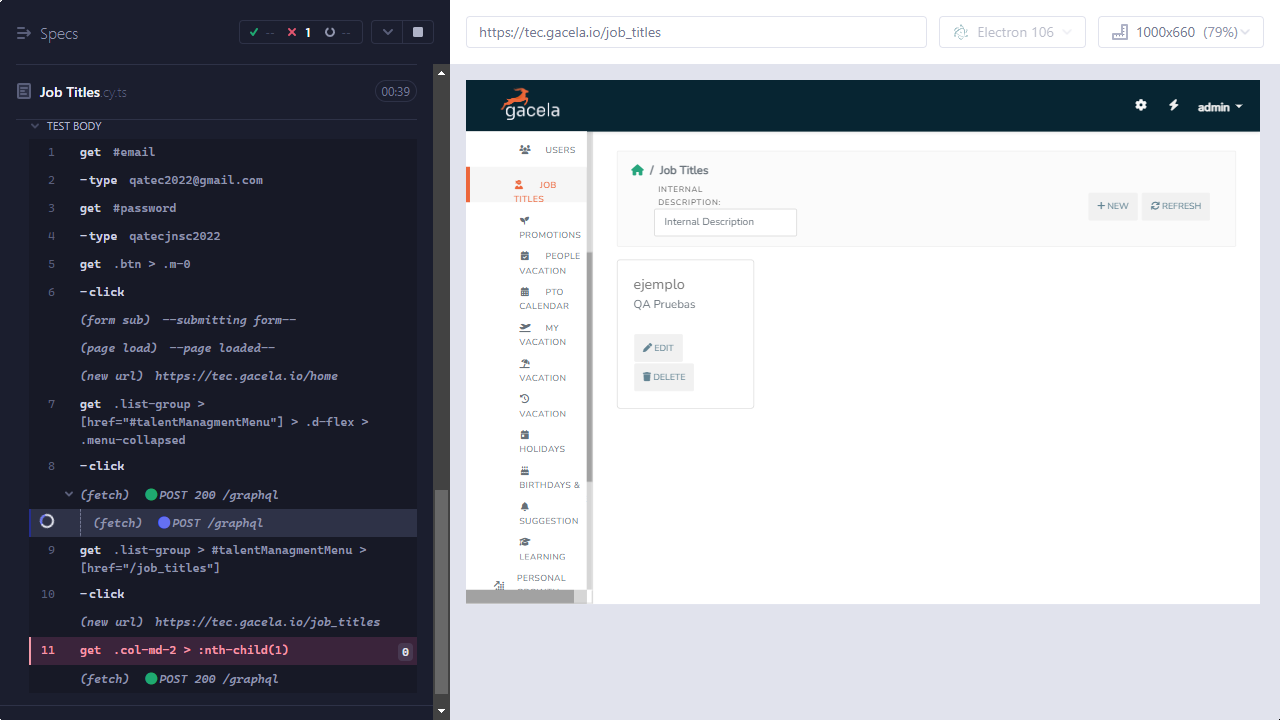 Specs
-- 1 --
Job Titles.cy.ts
00:39
TEST BODY
1 get #email
2 -type qatec2022@gmail.com
3 get #password
4 -type qatecjnsc2022
5 get .btn > .m-0
6 -click
(form sub) --submitting form--
(page load) --page loaded--
(new url) https://tec.gacela.io/home
7 get .list-group >
[href="#talentManagmentMenu"] > .d-flex >
.menu-collapsed
8 -click
(fetch) POST 200 /graphql
(fetch) POST /graphql
9 get .list-group > #talentManagmentMenu >
[href="/job_titles"]
10 -click
(new url) https://tec.gacela.io/job_titles
11 get .col-md-2 > :nth-child(1) 0
(fetch) POST 200 /graphql
https://tec.gacela.io/job_titles
Electron 106
1000x660 (79%)
gacela
admin
USERS
JOB
TITLES
PROMOTIONS
PEOPLE
VACATION
PTO
CALENDAR
MY
VACATION
VACATION
VACATION
HOLIDAYS
BIRTHDAYS &
SUGGESTION
LEARNING
PERSONAL
GROWTH
/ Job Titles
INTERNAL
DESCRIPTION:
Internal Description
+ NEW
REFRESH
ejemplo
QA Pruebas
EDIT
DELETE